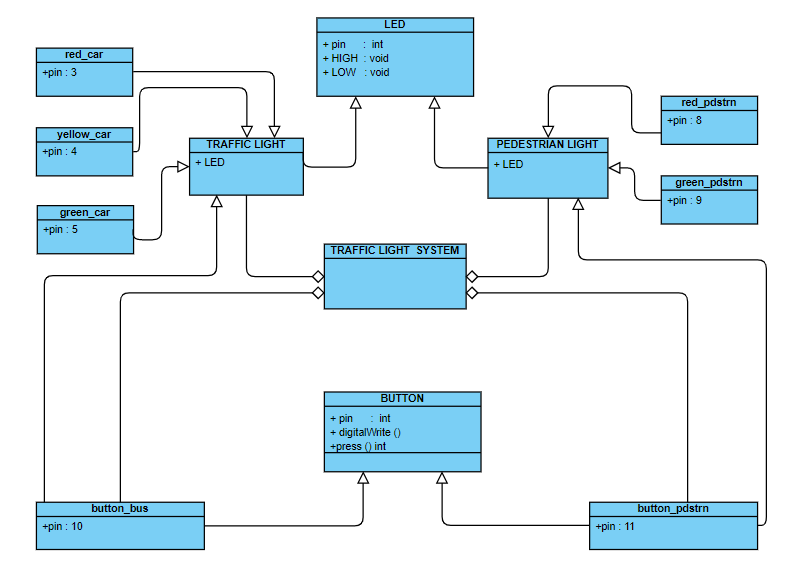 LED
+ pin : int
+ HIGH : void
+ LOW : void
red_car
+pin : 3
yellow_car
+pin : 4
green_car
+pin : 5
TRAFFIC LIGHT
+ LED
PEDESTRIAN LIGHT
+ LED
red_pdstrn
+pin : 8
green_pdstrn
+pin : 9
TRAFFIC LIGHT SYSTEM
BUTTON
+ pin : int
+ digitalWrite ()
+press () int
button_bus
+pin : 10
button_pdstrn
+pin : 11